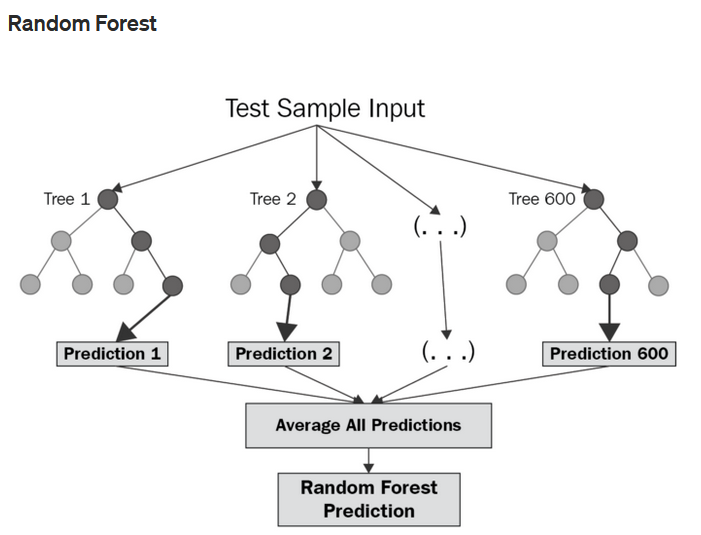 Random Forest
Test Sample Input
Tree 1
Tree 2
(. . .)
Tree 600
Prediction 1
Prediction 2
(. . .)
Prediction 600
Average All Predictions
Random Forest
Prediction